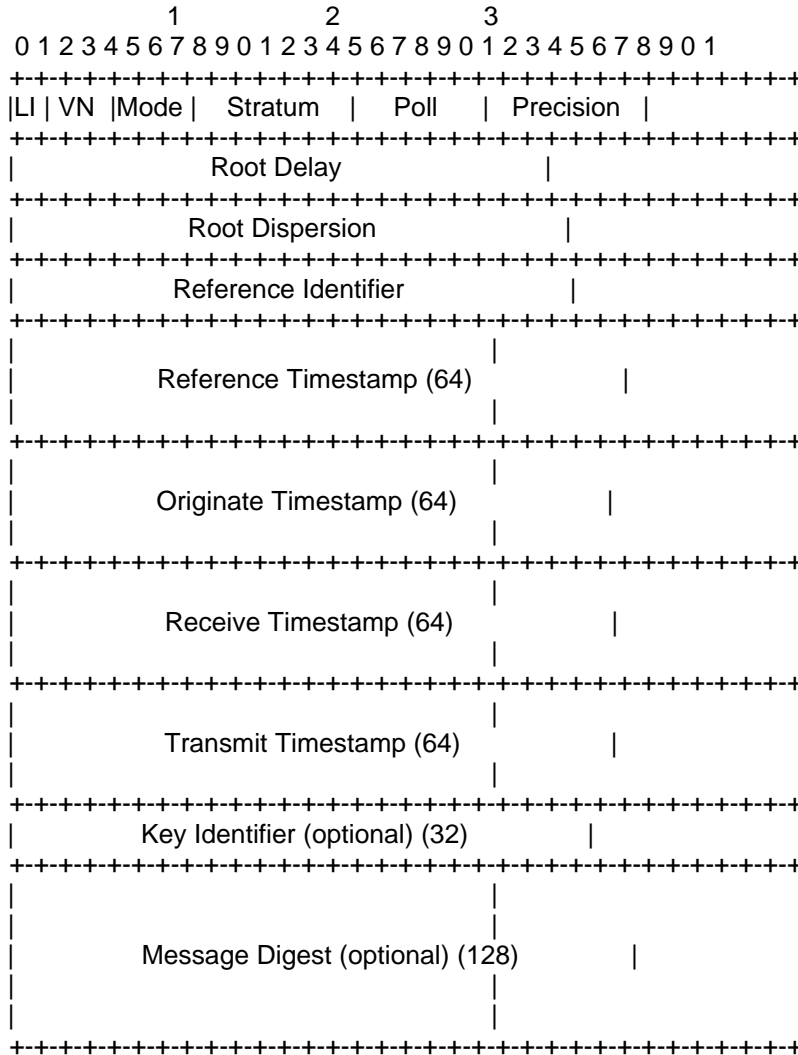 1 2 3
0 1 2 3 4 5 6 7 8 9 0 1 2 3 4 5 6 7 8 9 0 1 2 3 4 5 6 7 8 9 0 1
+-+-+-+-+-+-+-+-+-+-+-+-+-+-+-+-+-+-+-+-+-+-+-+-+-+-+-+-+-+-+-+-+
|LI | VN |Mode | Stratum | Poll | Precision |
+-+-+-+-+-+-+-+-+-+-+-+-+-+-+-+-+-+-+-+-+-+-+-+-+-+-+-+-+-+-+-+-+
| Root Delay |
+-+-+-+-+-+-+-+-+-+-+-+-+-+-+-+-+-+-+-+-+-+-+-+-+-+-+-+-+-+-+-+-+
| Root Dispersion |
+-+-+-+-+-+-+-+-+-+-+-+-+-+-+-+-+-+-+-+-+-+-+-+-+-+-+-+-+-+-+-+-+
| Reference Identifier |
+-+-+-+-+-+-+-+-+-+-+-+-+-+-+-+-+-+-+-+-+-+-+-+-+-+-+-+-+-+-+-+-+
| |
| Reference Timestamp (64) |
| |
+-+-+-+-+-+-+-+-+-+-+-+-+-+-+-+-+-+-+-+-+-+-+-+-+-+-+-+-+-+-+-+-+
| |
| Originate Timestamp (64) |
| |
+-+-+-+-+-+-+-+-+-+-+-+-+-+-+-+-+-+-+-+-+-+-+-+-+-+-+-+-+-+-+-+-+
| |
| Receive Timestamp (64) |
| |
+-+-+-+-+-+-+-+-+-+-+-+-+-+-+-+-+-+-+-+-+-+-+-+-+-+-+-+-+-+-+-+-+
| |
| Transmit Timestamp (64) |
| |
+-+-+-+-+-+-+-+-+-+-+-+-+-+-+-+-+-+-+-+-+-+-+-+-+-+-+-+-+-+-+-+-+
| Key Identifier (optional) (32) |
+-+-+-+-+-+-+-+-+-+-+-+-+-+-+-+-+-+-+-+-+-+-+-+-+-+-+-+-+-+-+-+-+
| |
| |
| Message Digest (optional) (128) |
| |
| |
+-+-+-+-+-+-+-+-+-+-+-+-+-+-+-+-+-+-+-+-+-+-+-+-+-+-+-+-+-+-+-+-+